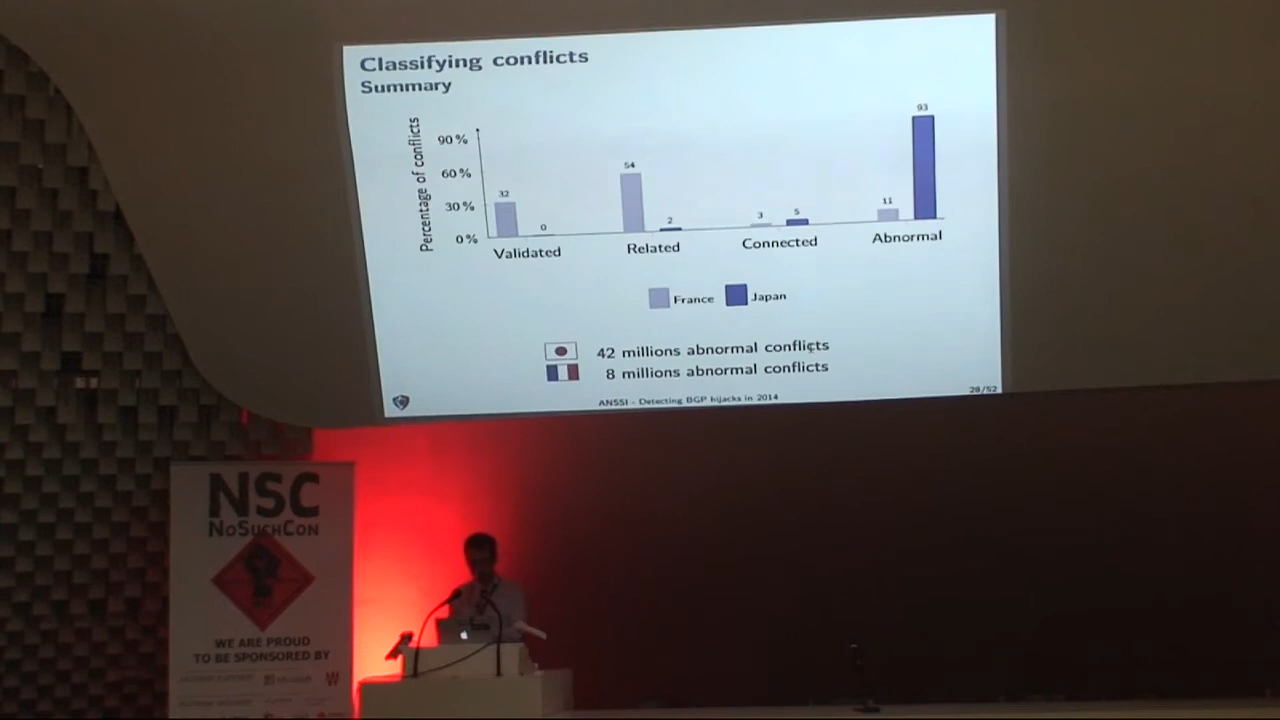 Classifying conflicts
Summary
Percentage of conflicts
90%
60%
30%
0%
32
0
54
2
3
5
11
93
Validated
Related
Connected
Abnormal
France
Japan
42 millions abnormal conflicts
8 millions abnormal conflicts
ANSSI - Detecting BGP hijacks in 2014
28/52
NSC
NoSuchCon
WE ARE PROUD
TO BE SPONSORED BY
Microsoft